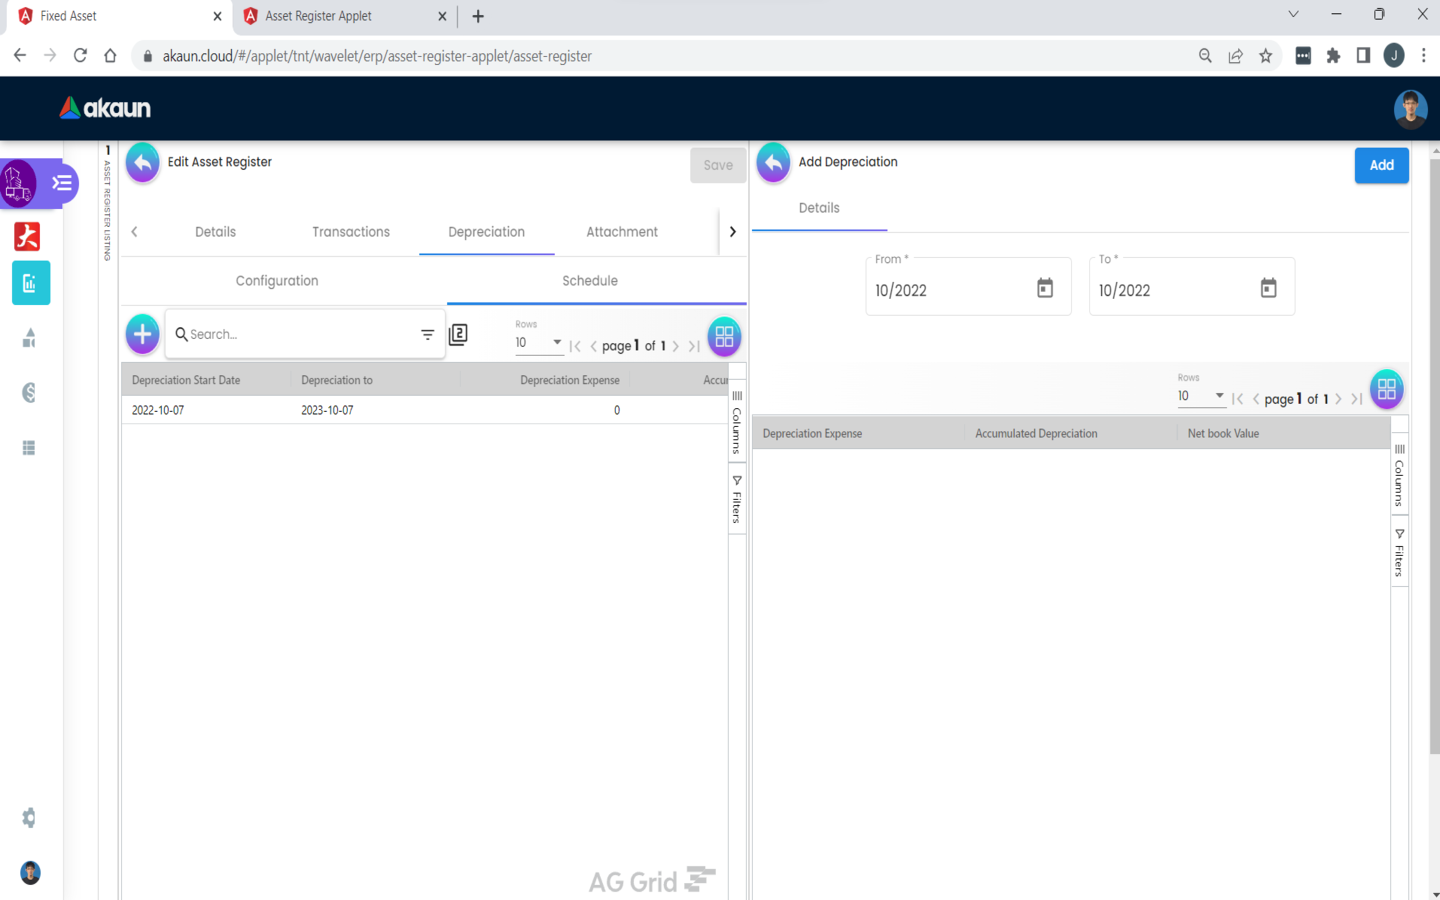 Fixed Asset
Asset Register Applet
akaun.cloud/#/applet/tnt/wavelet/erp/asset-register-applet/asset-register
J
akaun
1
ASSET REGISTER LISTING
Edit Asset Register
Save
Details
Transactions
Depreciation
Attachment
Configuration
Schedule
Search...
2
Rows
10
page 1 of 1
Depreciation Start Date
Depreciation to
Depreciation Expense
Accur
2022-10-07
2023-10-07
0
Columns
Filters
AG Grid
Add Depreciation
Add
Details
From *
10/2022
To *
10/2022
Rows
10
page 1 of 1
Depreciation Expense
Accumulated Depreciation
Net book Value
Columns
Filters